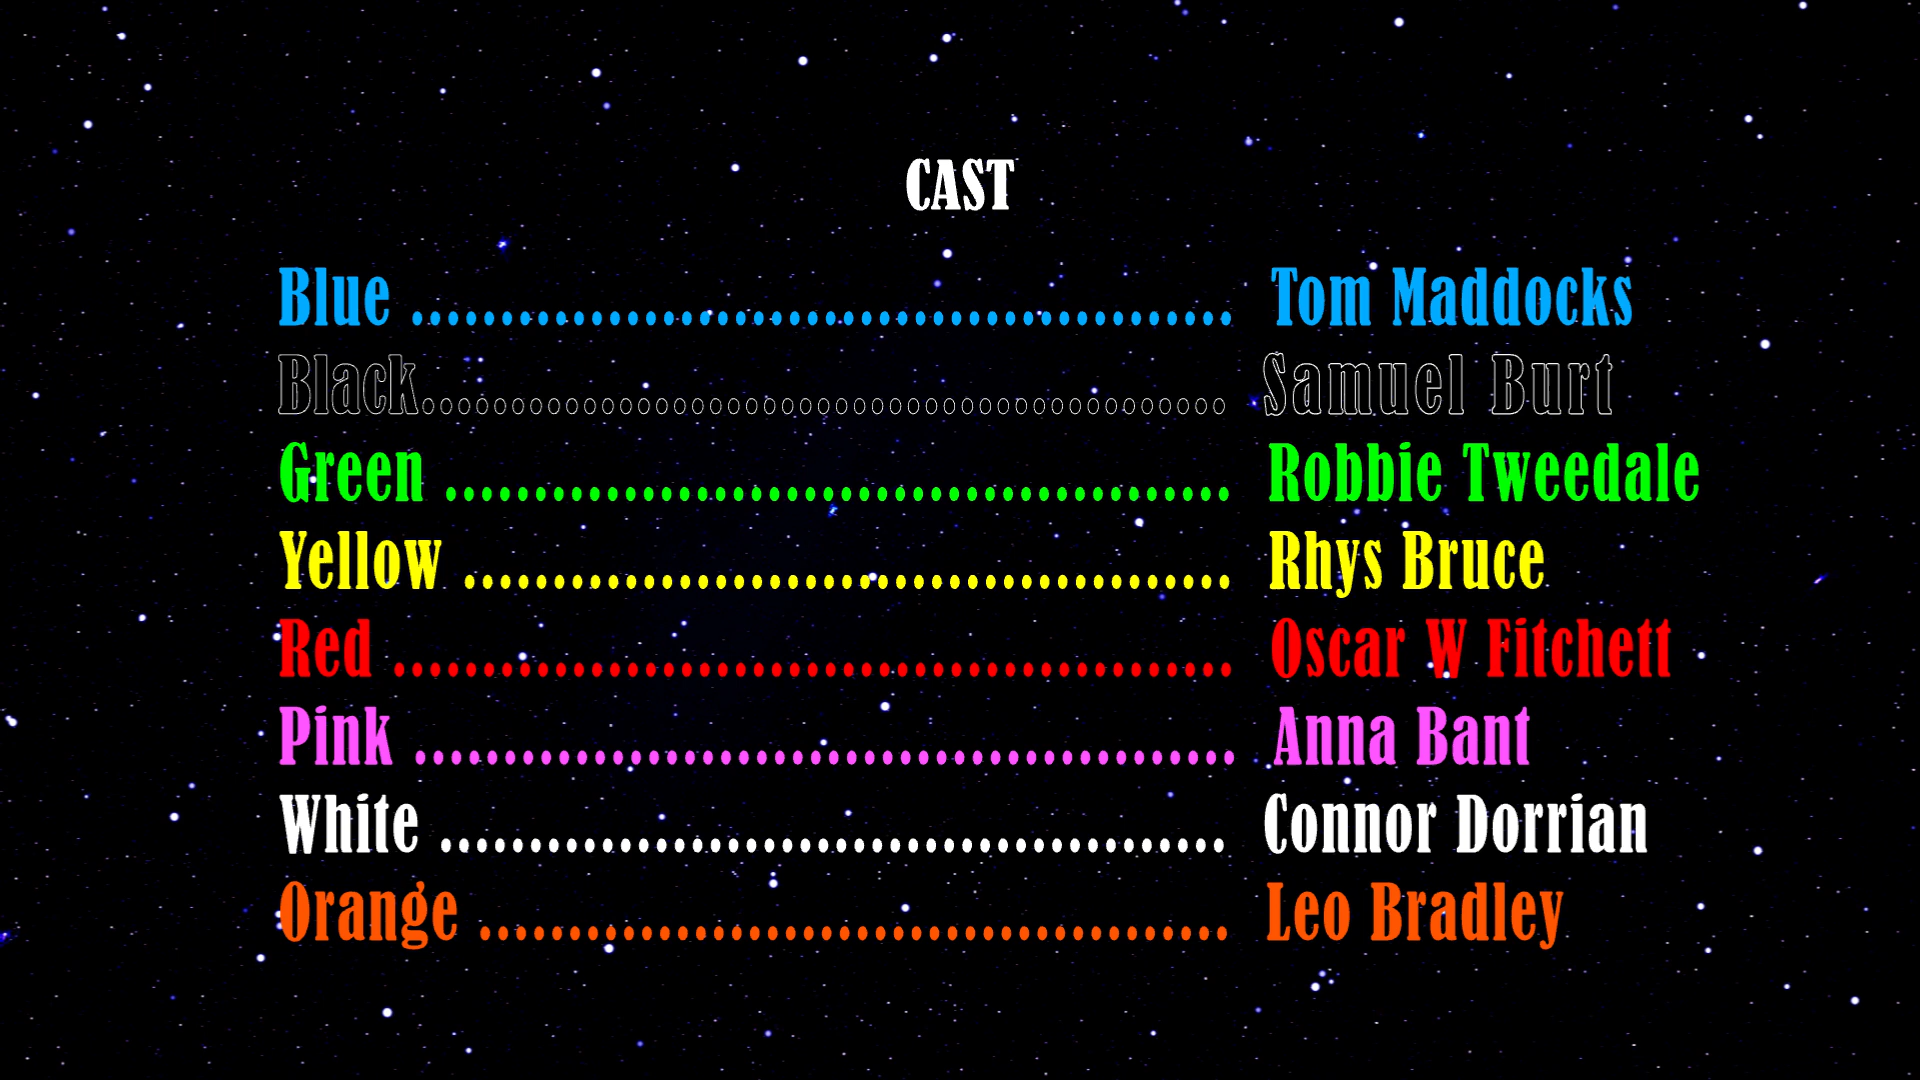 CAST
Blue .............................................. Tom Maddocks
Black............................................. Samuel Burt
Green ............................................ Robbie Tweedale
Yellow ........................................... Rhys Bruce
Red ............................................... Oscar W Fitchett
Pink .............................................. Anna Bant
White ............................................ Connor Dorrian
Orange .......................................... Leo Bradley